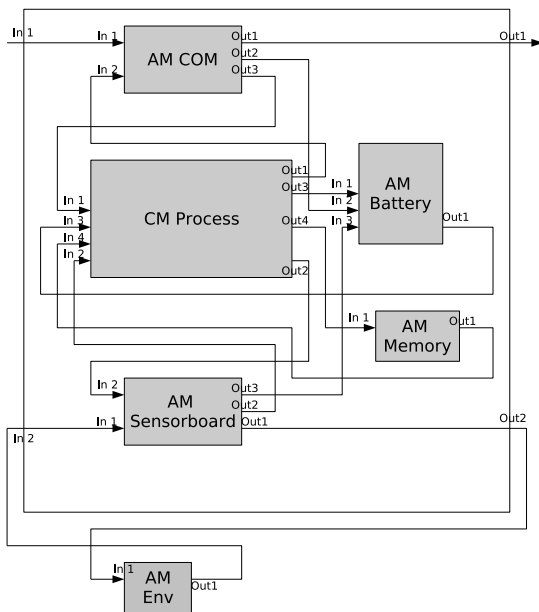 In 1
In 1
Out1
Out1
Out2
AM COM
In 2
Out3
Out1
Out3
In 1
AM
Battery
In 2
In 1
In 3
CM Process
Out4
In 3
Out1
In 4
In 2
Out2
In 1
AM
Memory
Out1
In 2
AM
Sensorboard
Out3
Out2
In 1
Out1
Out2
In 2
In 1
AM
Env
Out1